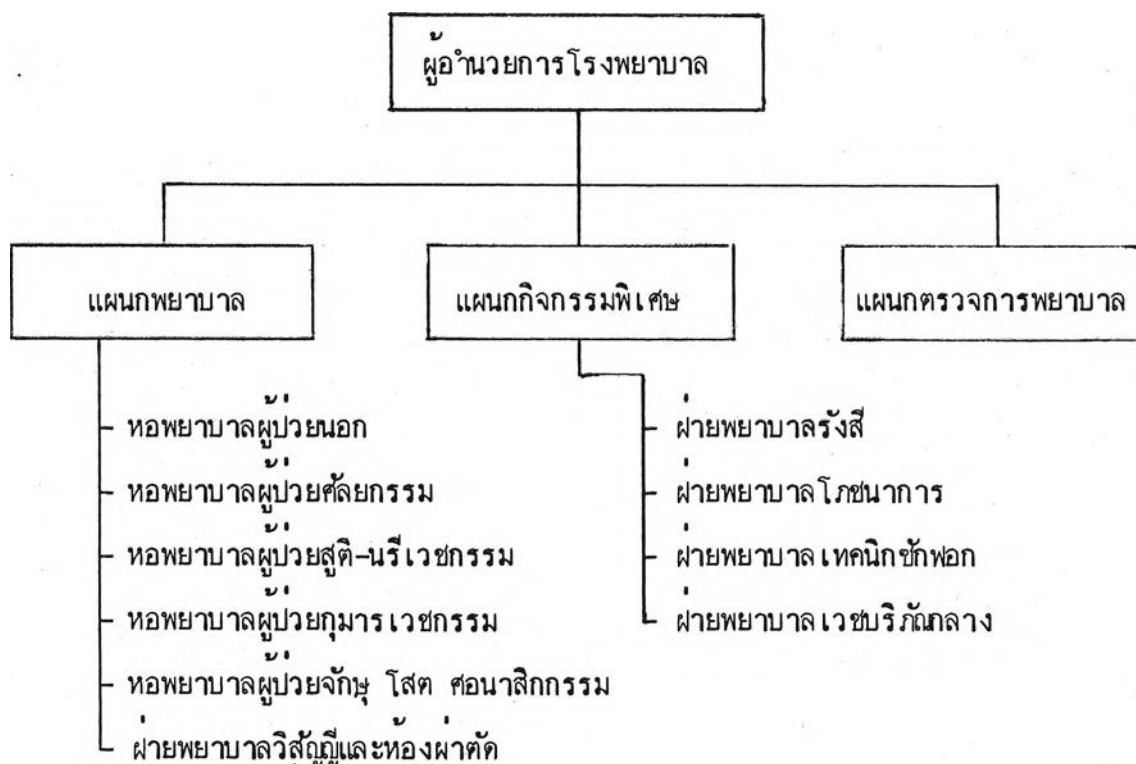 ผู้อำนวยการโรงพยาบาล
แผนกพยาบาล
แผนกกิจกรรมพิเศษ
แผนกตรวจการพยาบาล
หอพยาบาลผู้ป่วยนอก
หอพยาบาลผู้ป่วยศัลยกรรม
หอพยาบาลผู้ป่วยสูติ-นรีเวชกรรม
หอพยาบาลผู้ป่วยกุมารเวชกรรม
หอพยาบาลผู้ป่วยจักษุ โสต ศอนาสิกกรรม
ฝ่ายพยาบาลวิสัญญีและห้องผ่าตัด
ฝ่ายพยาบาลรังสี
ฝ่ายพยาบาลโภชนาการ
ฝ่ายพยาบาลเทคนิกซักฟอก
ฝ่ายพยาบาลเวชบริภัณกลาง